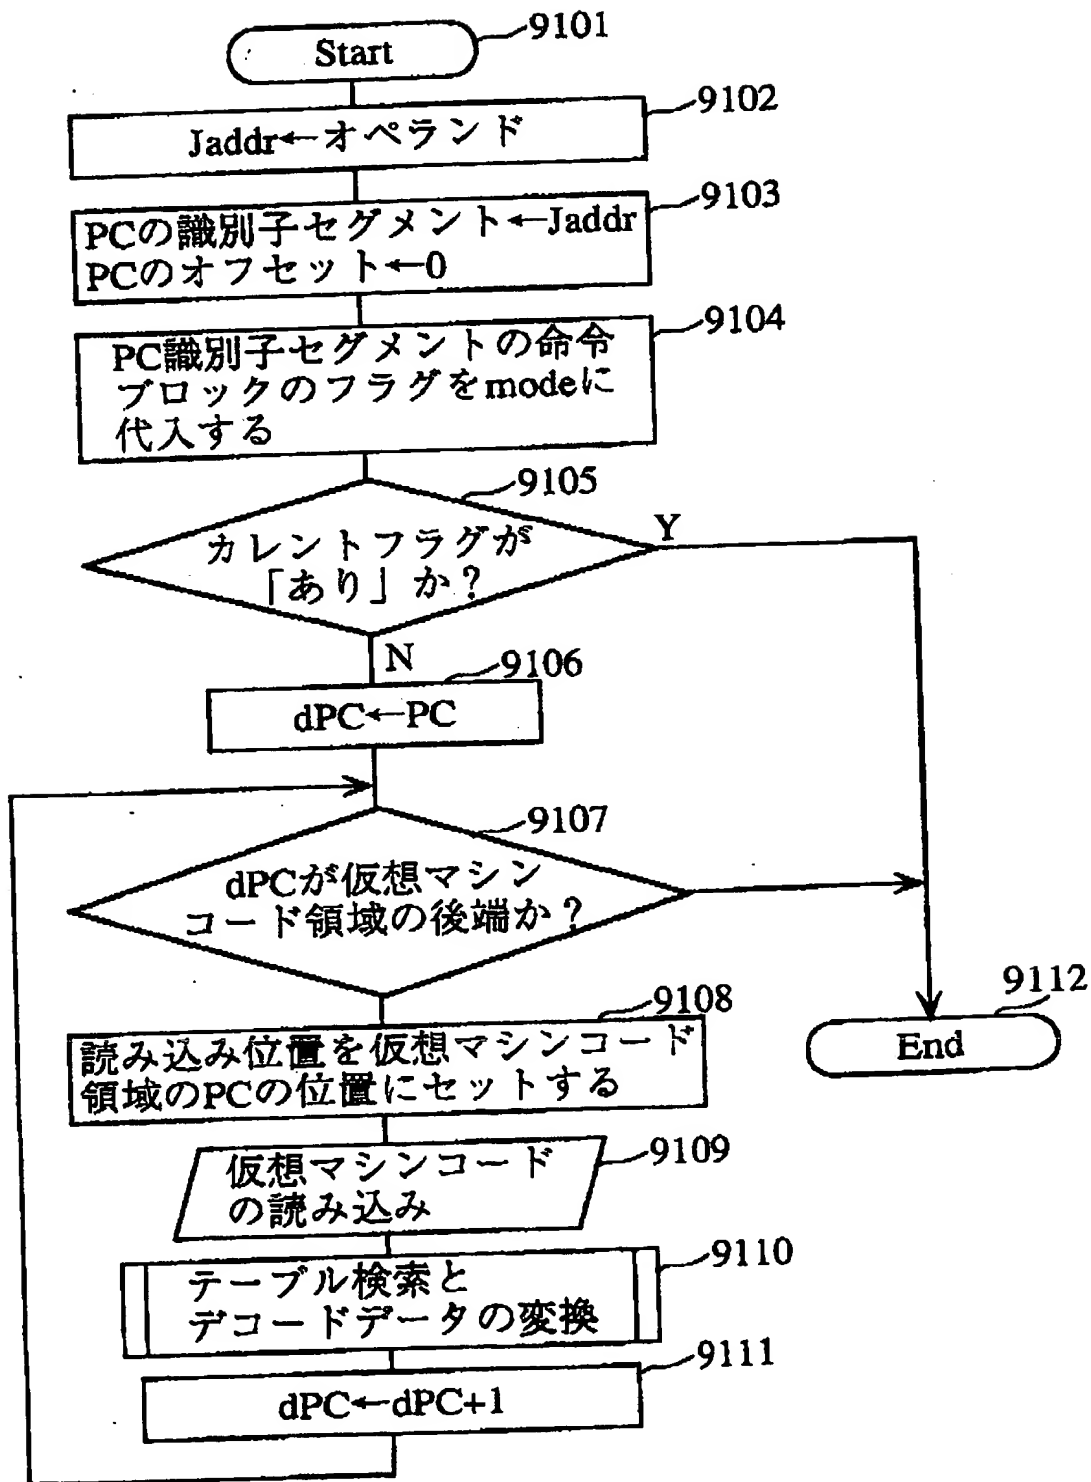 Start
9101
Jaddr←オペランド
9102
PCの識別子セグメント←Jaddr
PCのオフセット←0
9103
PC識別子セグメントの命令
ブロックのフラグをmodeに
代入する
9104
カレントフラグが
「あり」か？
9105
Y
N
dPC←PC
9106
dPCが仮想マシン
コード領域の後端か？
9107
読み込み位置を仮想マシンコード
領域のPCの位置にセットする
9108
End
9112
仮想マシンコード
の読み込み
9109
テーブル検索と
デコードデータの変換
9110
dPC←dPC+1
9111